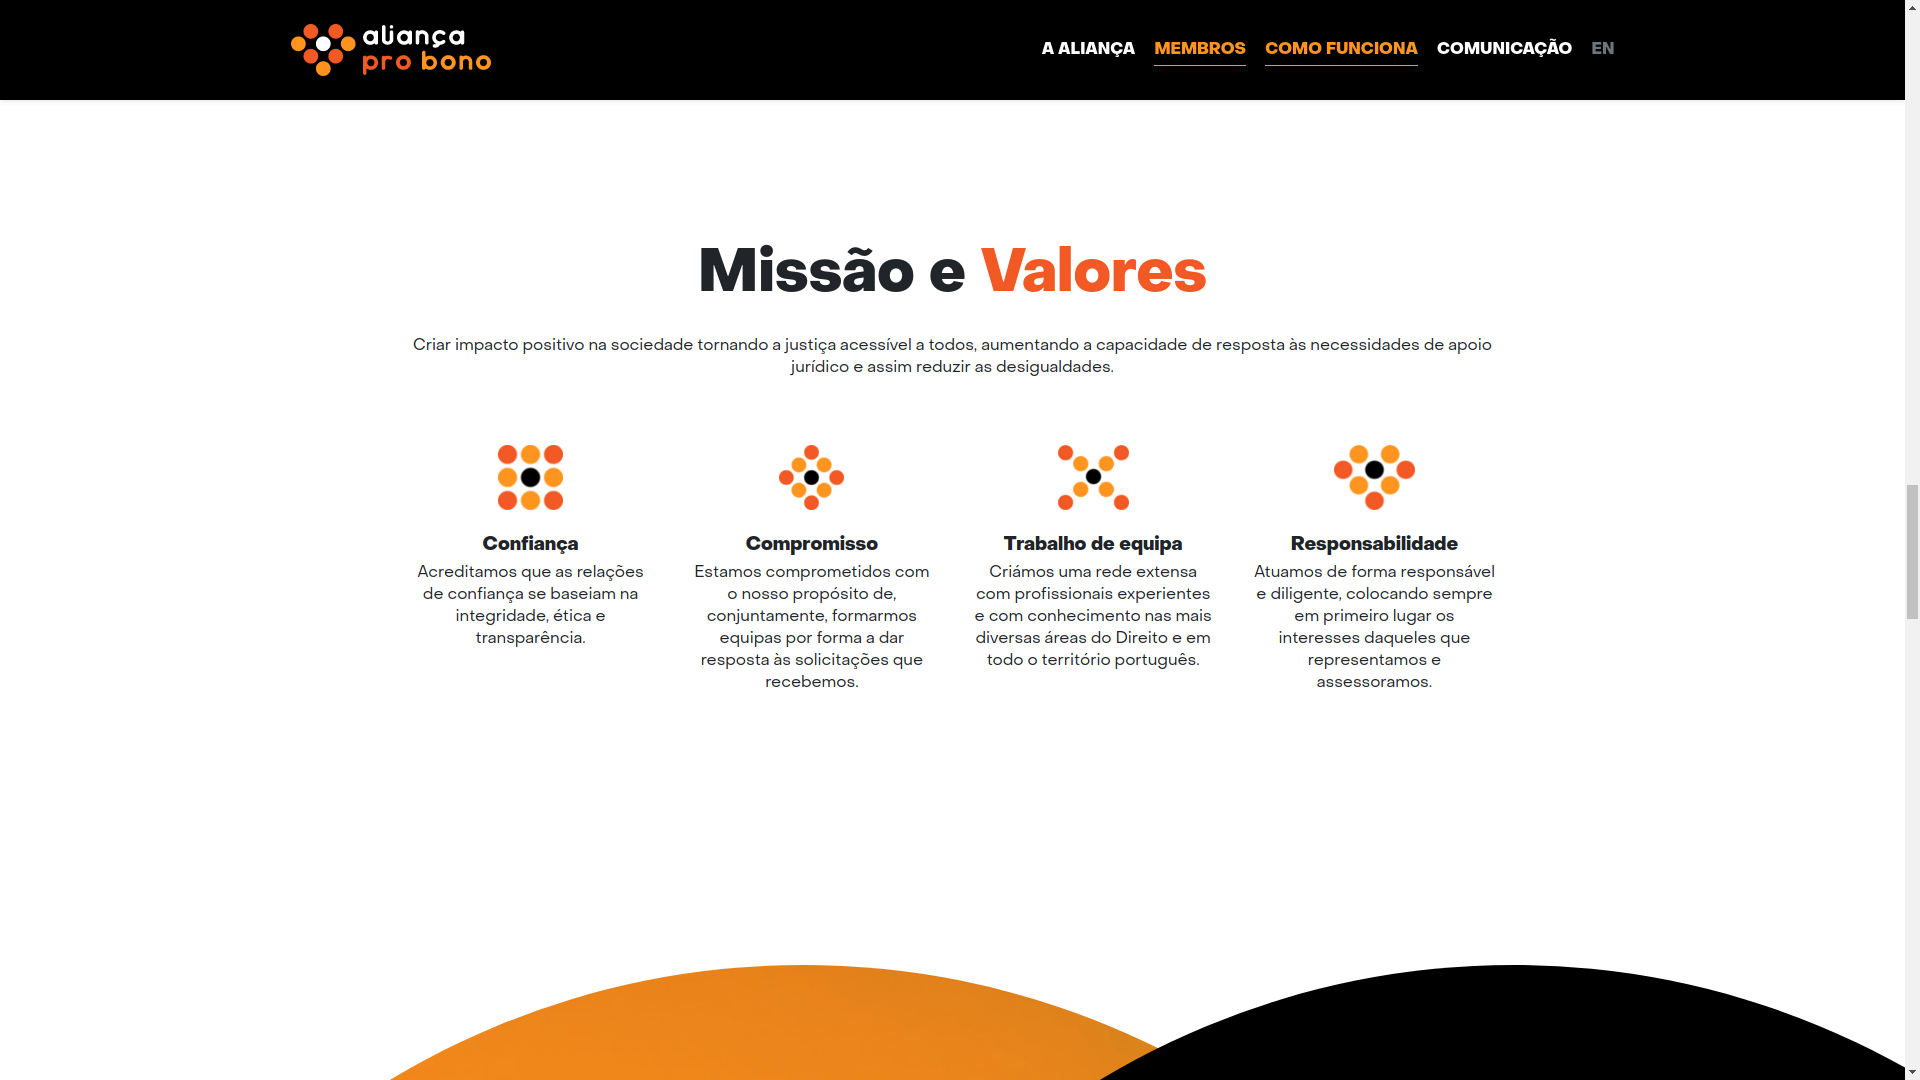 aliança
pro bono
A ALIANÇA MEMBROS COMO FUNCIONA COMUNICAÇÃO EN
Missão e Valores
Criar impacto positivo na sociedade tornando a justiça acessível a todos, aumentando a capacidade de resposta às necessidades de apoio
jurídico e assim reduzir as desigualdades.
Confiança
Acreditamos que as relações
de confiança se baseiam na
integridade, ética e
transparência.
Compromisso
Estamos comprometidos com
o nosso propósito de,
conjuntamente, formarmos
equipas por forma a dar
resposta às solicitações que
recebemos.
Trabalho de equipa
Criámos uma rede extensa
com profissionais experientes
e com conhecimento nas mais
diversas áreas do Direito e em
todo o território português.
Responsabilidade
Atuamos de forma responsável
e diligente, colocando sempre
em primeiro lugar os
interesses daqueles que
representamos e
assessoramos.